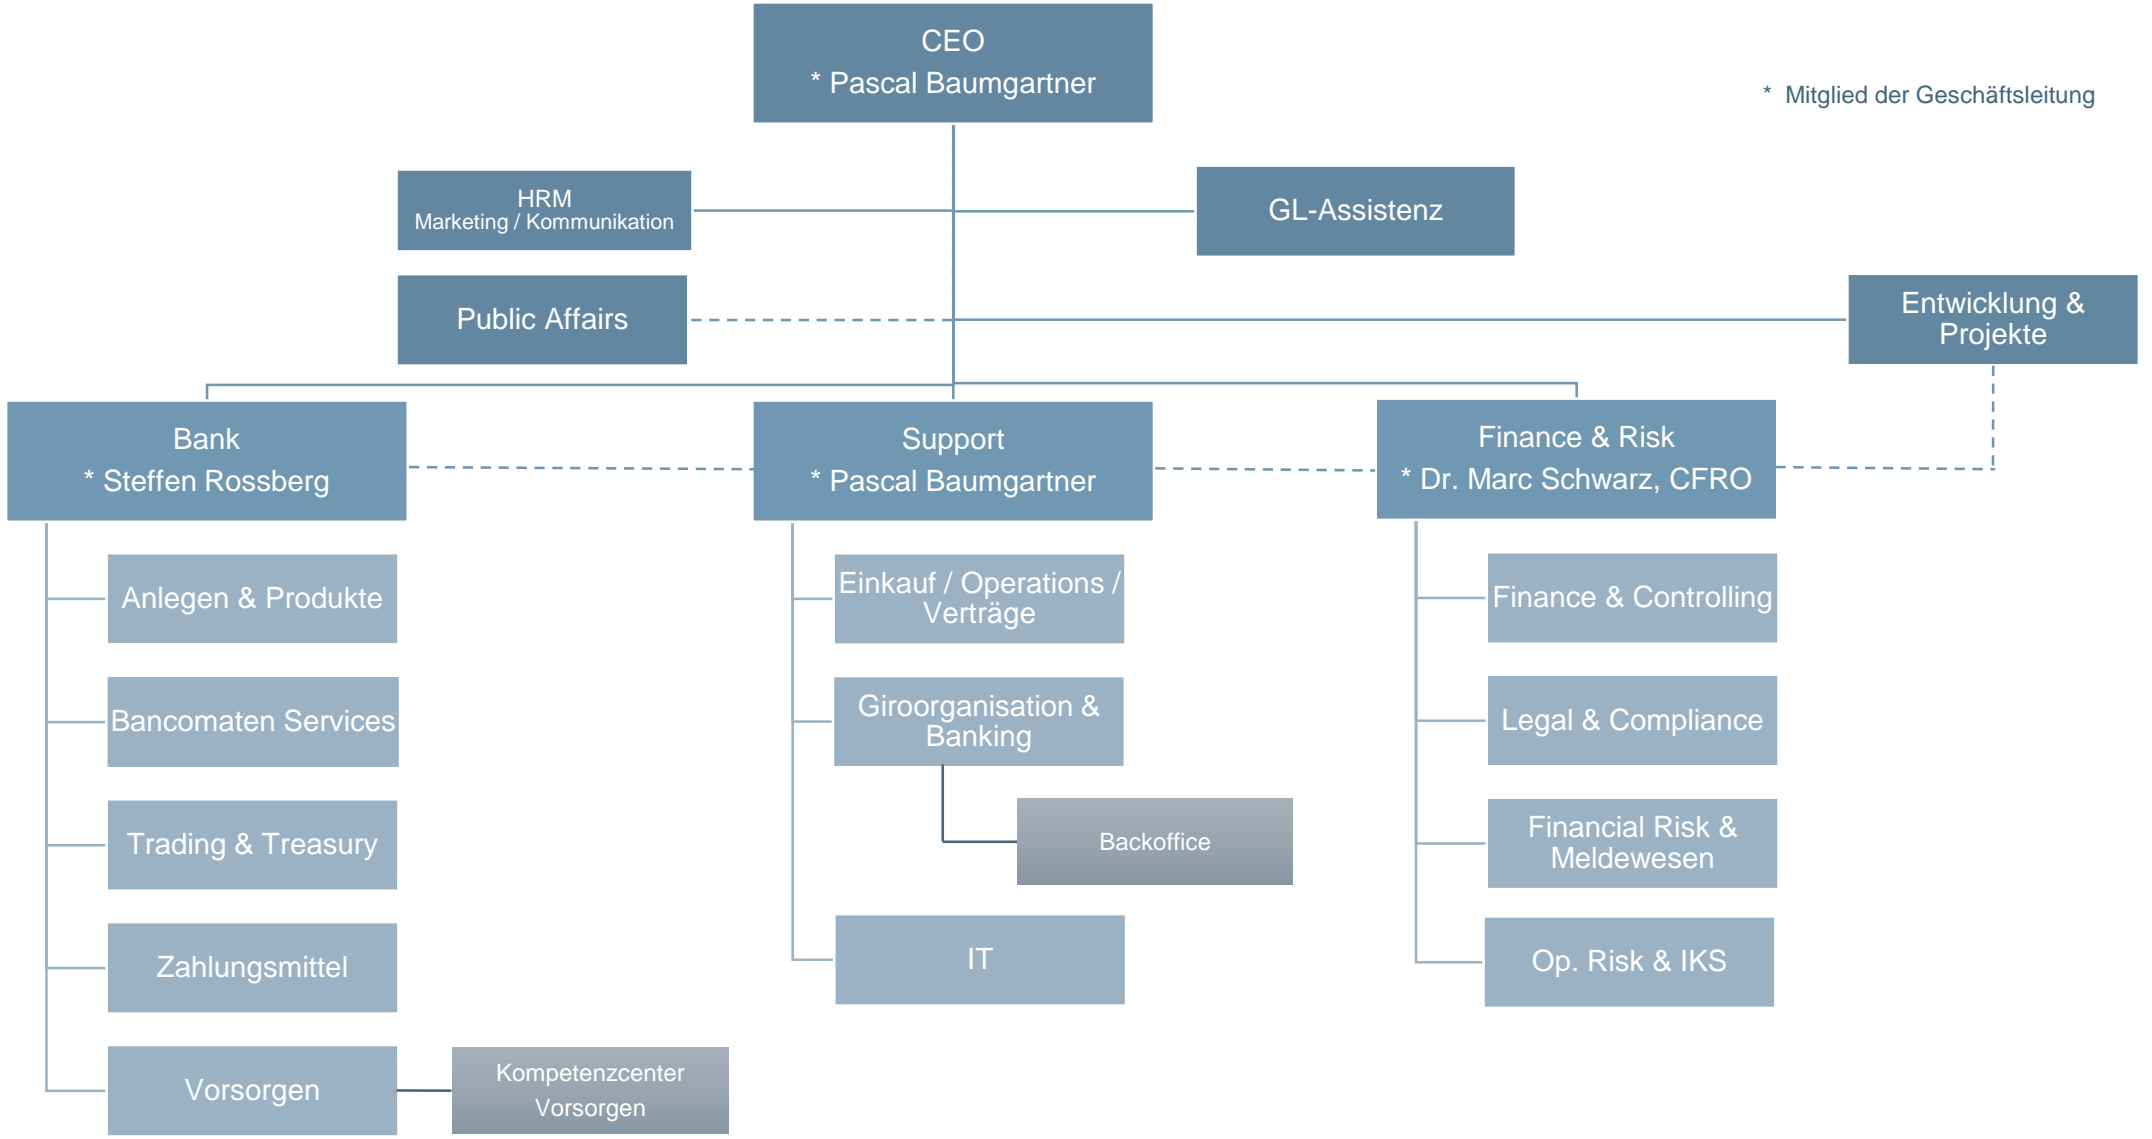 CEO
* Pascal Baumgartner
* Mitglied der Geschäftsleitung
HRM
Marketing / Kommunikation
GL-Assistenz
Public Affairs
Entwicklung &
Projekte
Bank
* Steffen Rossberg
Support
* Pascal Baumgartner
Finance & Risk
* Dr. Marc Schwarz, CFRO
Anlegen & Produkte
Bancomaten Services
Trading & Treasury
Zahlungsmittel
Vorsorgen
Kompetenzcenter
Vorsorgen
Einkauf / Operations /
Verträge
Giroorganisation &
Banking
Backoffice
IT
Finance & Controlling
Legal & Compliance
Financial Risk &
Meldewesen
Op. Risk & IKS